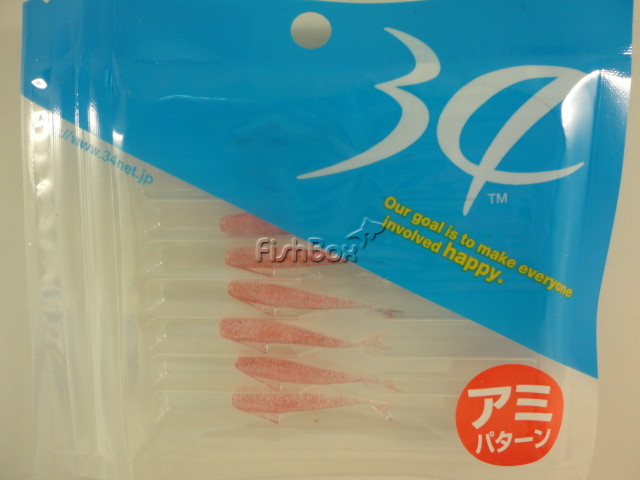 34
TM
www.34net.jp
Our goal is to make everyone
involved happy.
FishBox
アミ
パターン